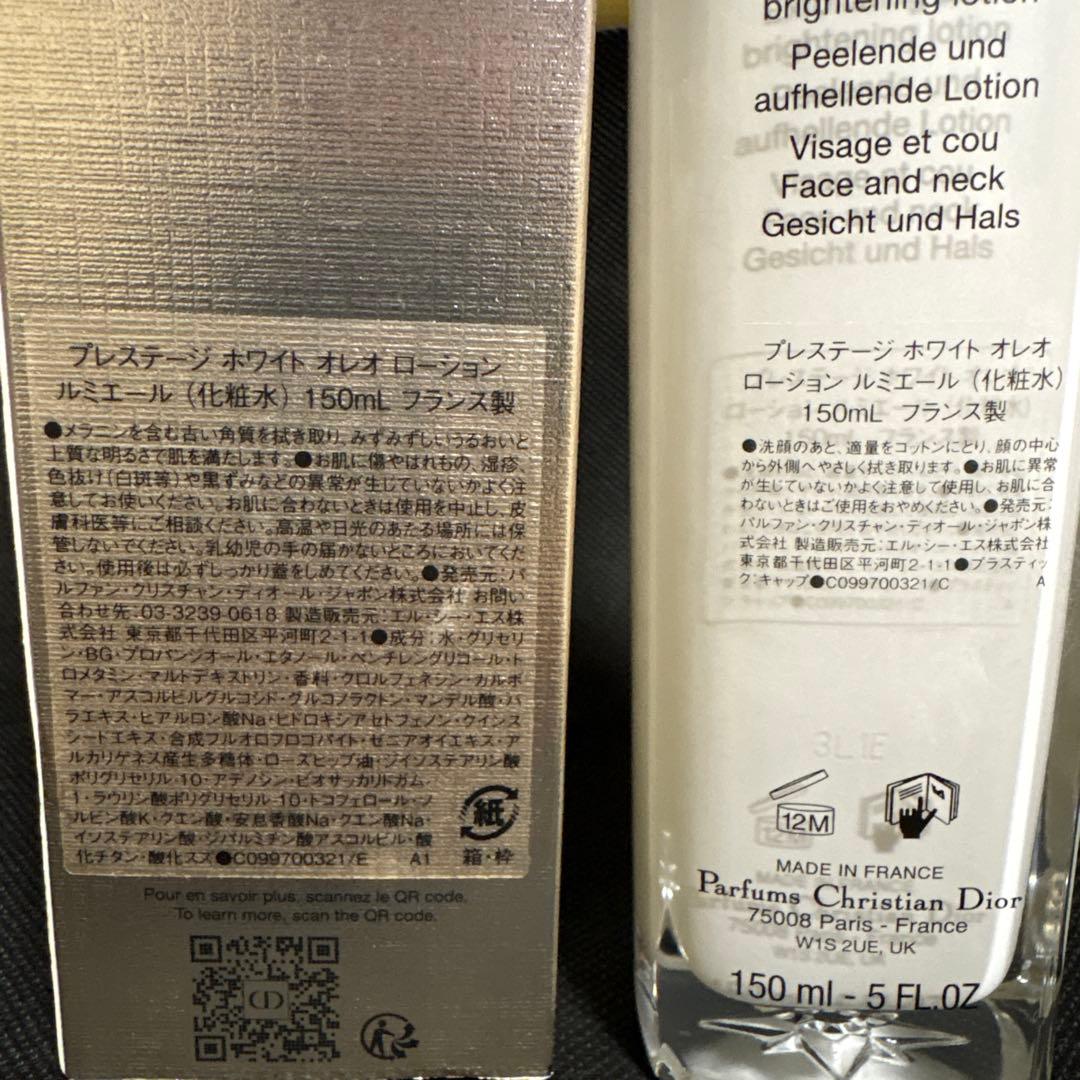 プレステージ ホワイト オレオ ローション
ルミエール（化粧水）150mL フランス製
●メラニンを含む古い角質を拭き取り、みずみずしいうるおいと
上質な明るさで肌を満たします。●お肌に傷やはれもの、湿疹、
色抜け（白斑等）や黒ずみなどの異常が生じていないかよく注
意してお使いください。お肌に合わないときは使用を中止し、皮
膚科医等にご相談ください。高温や日光のあたる場所には保
管しないでください。乳幼児の手の届かないところにおいてくだ
さい。使用後は必ずしっかり蓋をしめてください。●発売元：パ
ルファン・クリスチャン・ディオール・ジャポン株式会社 お問い
合わせ先：03-3239-0618 製造販売元：エル・シー・エス株
式会社 東京都千代田区平河町2-1-1●成分：水・グリセリ
ン・BG・プロパンジオール・エタノール・ペンチレングリコール・ト
ロメタミン・マルトデキストリン・香料・クロルフェネシン・カルボ
マー・アスコルビルグルコシド・グルコノラクトン・マンデル酸・バ
ラエキス・ヒアルロン酸Na・ヒドロキシアセトフェノン・クインス
シードエキス・合成フルオロフロゴパイト・ゼニアオイエキス・ア
ルカリゲネス産生多糖体・ローズヒップ油・ジイソステアリン酸
ポリグリセリル-10・アデノシン・ビオサッカリドガム-
1・ラウリン酸ポリグリセリル-10・トコフェロール・ソ
ルビン酸K・クエン酸・安息香酸Na・クエン酸Na・
イソステアリン酸・ジパルミチン酸アスコルビル・酸
化チタン・酸化スズ●C099700321/E A1
紙
箱・枠
Pour en savoir plus, scannez le QR code.
To learn more, scan the QR code.
brightening lotion
Peelende und
aufhellende Lotion
Visage et cou
Face and neck
Gesicht und Hals
プレステージ ホワイト オレオ
ローション ルミエール（化粧水）
150mL フランス製
●洗顔のあと、適量をコットンにとり、顔の中心
から外側へやさしく拭き取ります。●お肌に異常
が生じていないかよく注意して使用し、お肌に合
わないときはご使用をおやめください。●発売元：
パルファン・クリスチャン・ディオール・ジャポン株
式会社 製造販売元：エル・シー・エス株式会社
東京都千代田区平河町2-1-1●プラスティッ
ク：キャップ●C099700321/C A
3L1E
12M
MADE IN FRANCE
Parfums Christian Dior
75008 Paris - France
W1S 2UE, UK
150 ml - 5 FL.OZ